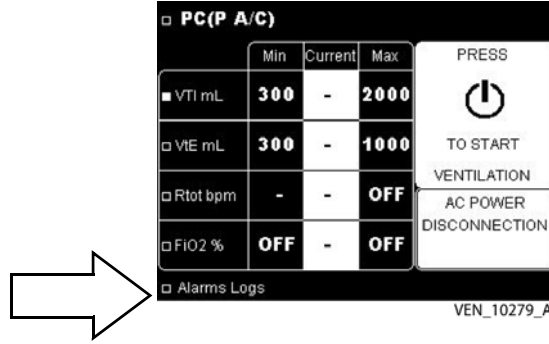 PC(P A/C)
Min Current Max
VTI mL 300 - 2000
VtE mL 300 - 1000
Rtot bpm - - OFF
FiO2 % OFF - OFF
Alarms Logs
PRESS
TO START
VENTILATION
AC POWER
DISCONNECTION
VEN_10279_A